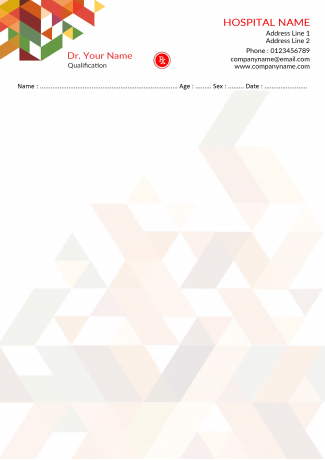 HOSPITAL NAME
Address Line 1
Address Line 2
Phone : 0123456789
companyname@email.com
www.companyname.com
Dr. Your Name
Qualification
Rx
Name : ................................................................ Age : ......... Sex : ........ Date : ....................